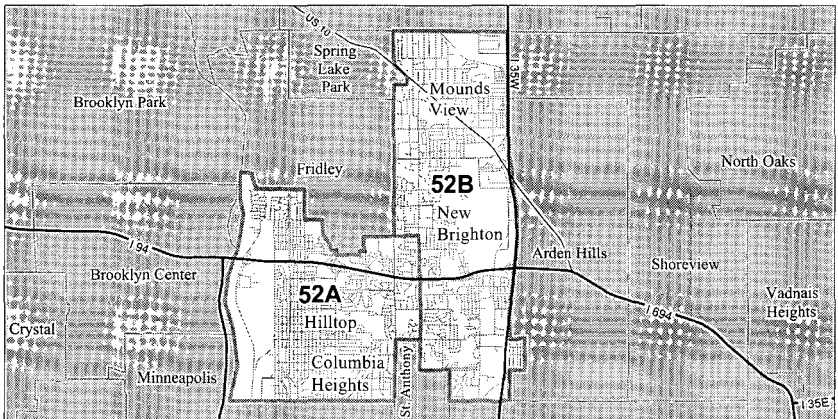 US 10
Spring
Lake
Park
I 35W
Mounds
View
Brooklyn Park
North Oaks
Fridley
52B
New
Brighton
I 94
Arden Hills
Shoreview
Brooklyn Center
52A
Vadnais
Heights
Hilltop
I 694
Crystal
Columbia
Heights
St. Anthony
Minneapolis
I 35E